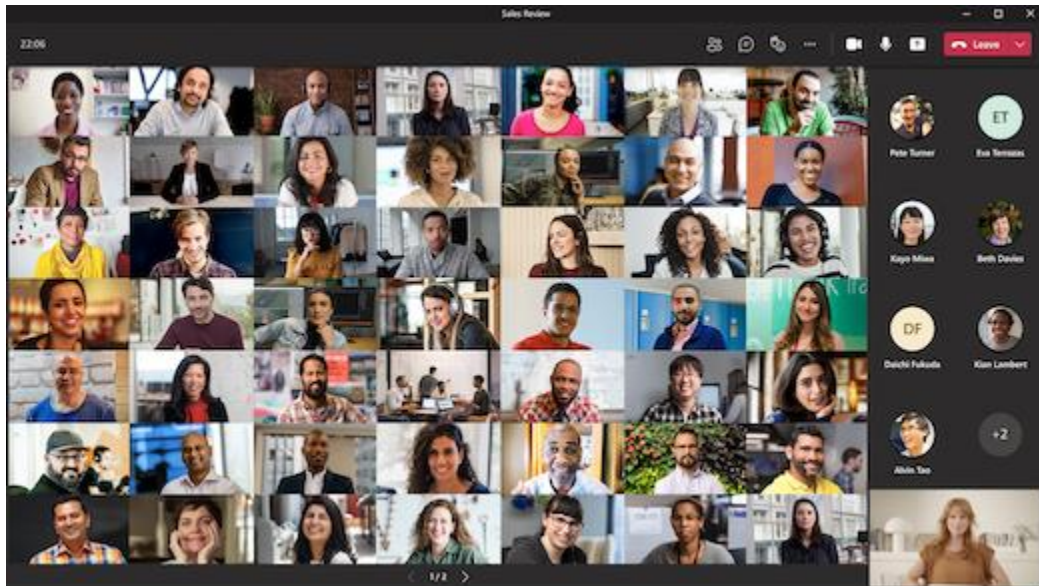 Sales Review
22:06
Leave
Pete Turner
ET
Eva Terrazas
Kayo Miwa
Beth Davies
DF
Daichi Fukuda
Kian Lambert
Alvin Tao
+2
1/2